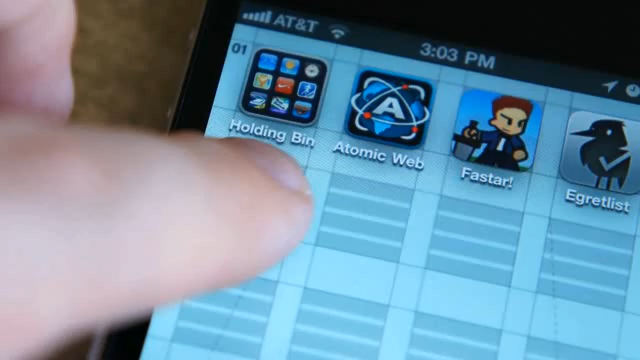 AT&T
3:03 PM
01
A
Holding Bin
Atomic Web
Fastar!
Egretlist